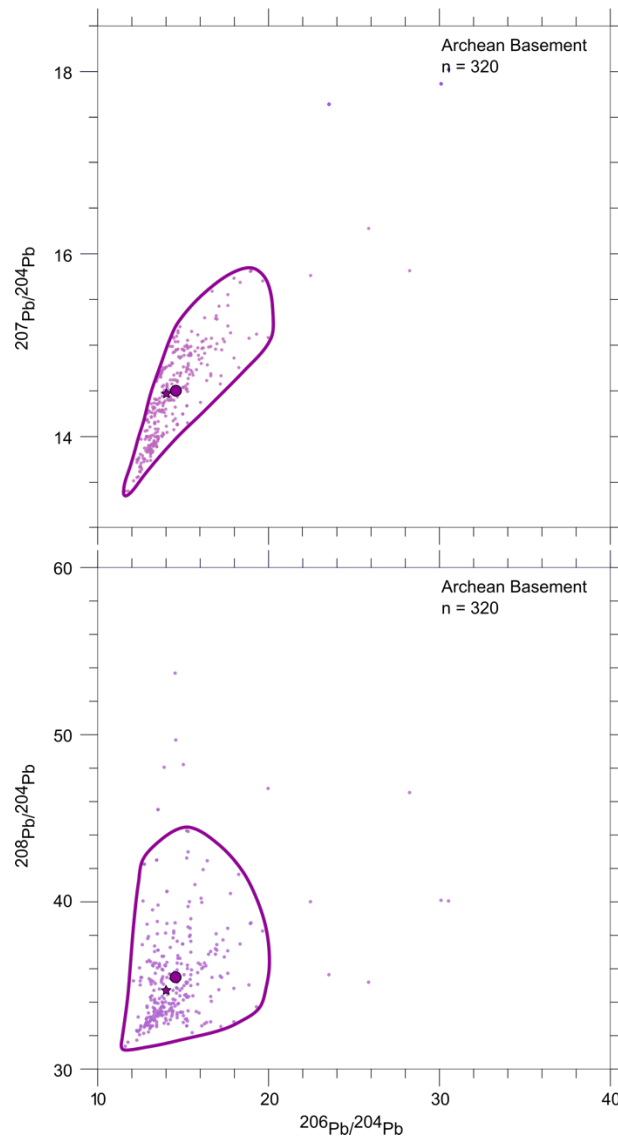 Archean Basement
n = 320
18
16
14
207Pb/204Pb
Archean Basement
n = 320
60
50
40
30
208Pb/204Pb
10
20
30
40
206Pb/204Pb